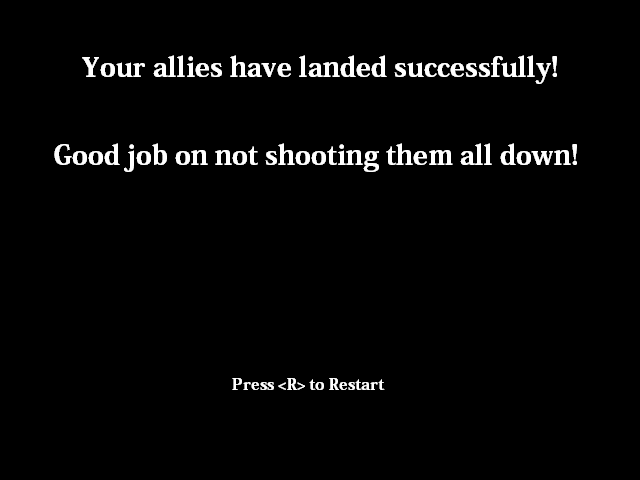 Your allies have landed successfully!
Good job on not shooting them all down!
Press <R> to Restart